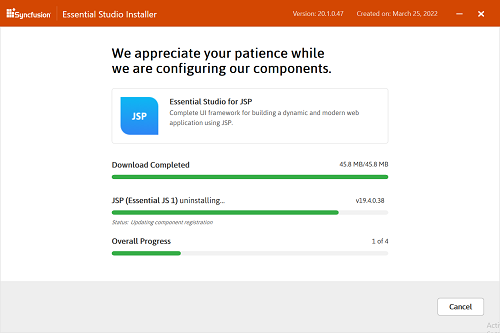 Syncfusion Essential Studio Installer Version: 20.1.0.47 Created on: March 25, 2022
We appreciate your patience while
we are configuring our components.
JSP
Essential Studio for JSP
Complete UI framework for building a dynamic and modern web
application using JSP.
Download Completed 45.8 MB/45.8 MB
JSP (Essential JS 1) uninstalling... v19.4.0.38
Status: Updating component registration
Overall Progress 1 of 4
Cancel
Acti